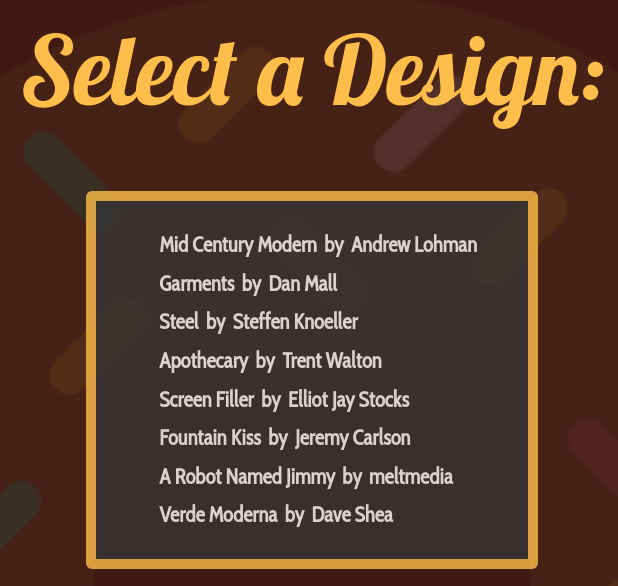 Select a Design:
Mid Century Modern by Andrew Lohman
Garments by Dan Mall
Steel by Steffen Knoeller
Apothecary by Trent Walton
Screen Filler by Elliot Jay Stocks
Fountain Kiss by Jeremy Carlson
A Robot Named Jimmy by meltmedia
Verde Moderna by Dave Shea